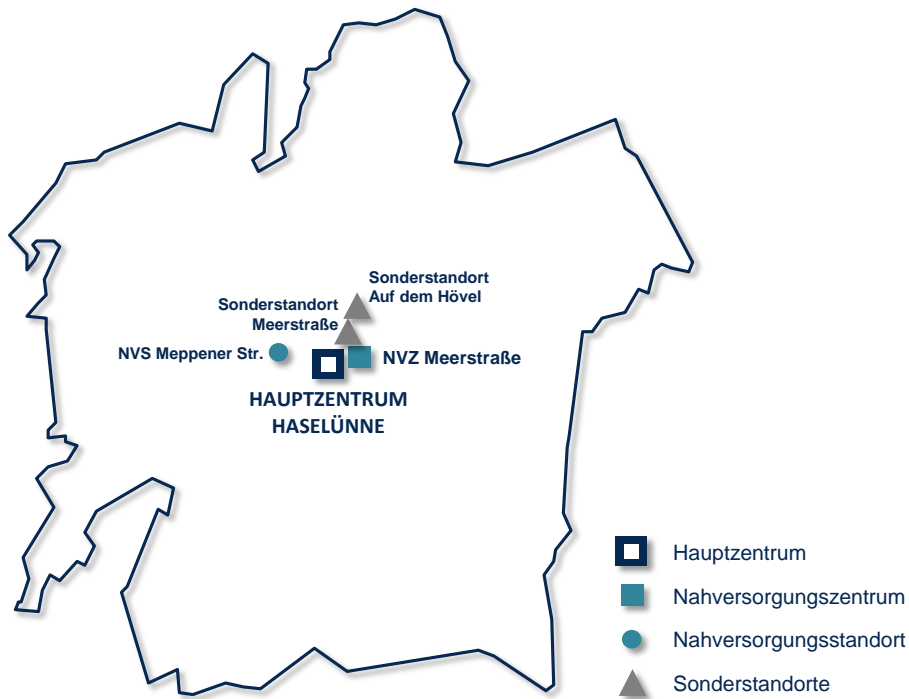 Sonderstandort
Auf dem Hövel
Sonderstandort
Meerstraße
NVS Meppener Str.
NVZ Meerstraße
HAUPTZENTRUM
HASELÜNNE
Hauptzentrum
Nahversorgungszentrum
Nahversorgungsstandort
Sonderstandorte